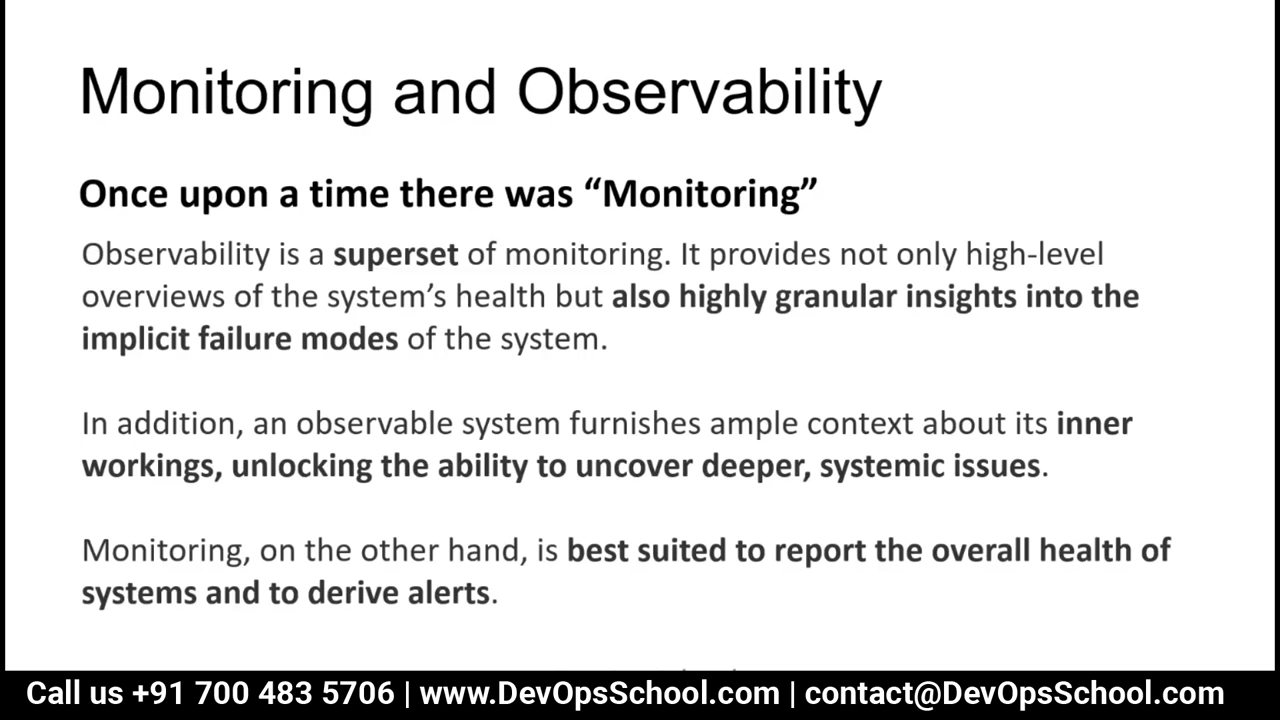 Monitoring and Observability
Once upon a time there was “Monitoring”
Observability is a superset of monitoring. It provides not only high-level
overviews of the system’s health but also highly granular insights into the
implicit failure modes of the system.
In addition, an observable system furnishes ample context about its inner
workings, unlocking the ability to uncover deeper, systemic issues.
Monitoring, on the other hand, is best suited to report the overall health of
systems and to derive alerts.
Call us +91 700 483 5706 | www.DevOpsSchool.com | contact@DevOpsSchool.com